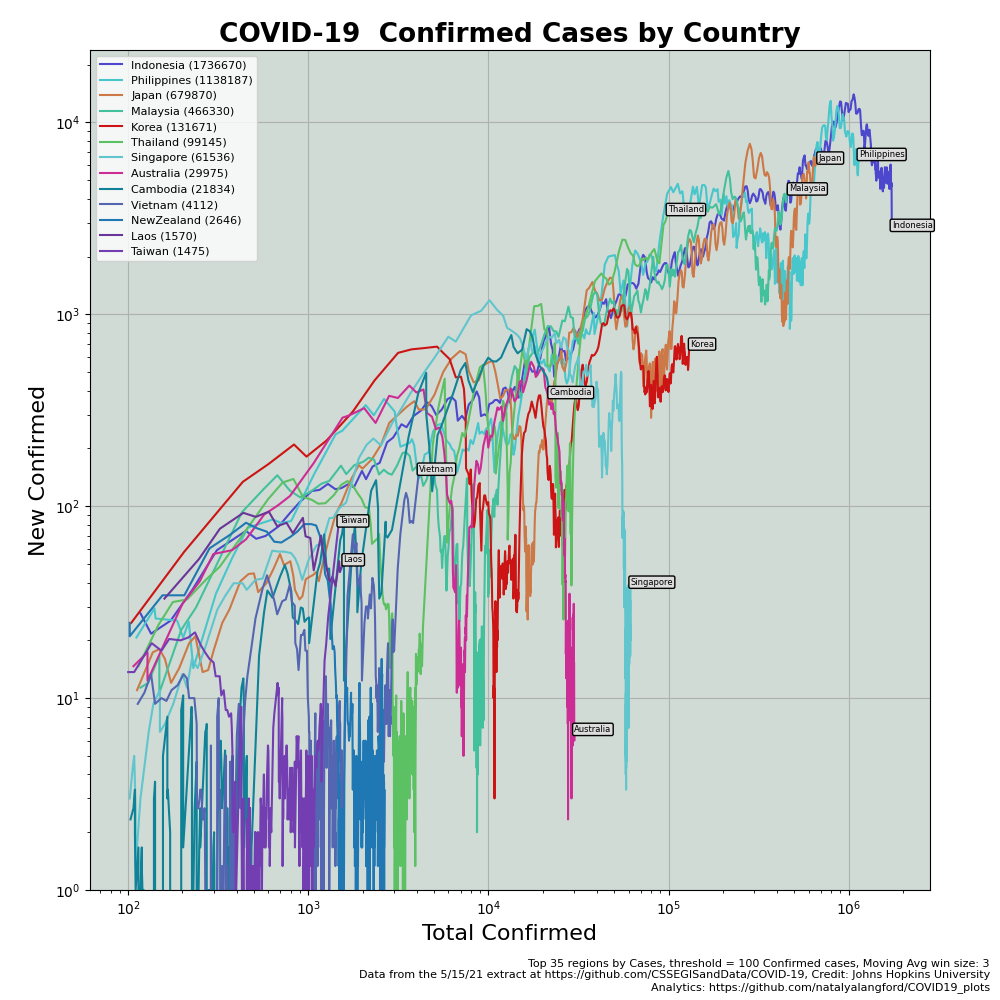 COVID-19  Confirmed Cases by Country
Indonesia (1736670)
Philippines (1138187)
Japan (679870)
Malaysia (466330)
Korea (131671)
Thailand (99145)
Singapore (61536)
Australia (29975)
Cambodia (21834)
Vietnam (4112)
NewZealand (2646)
Laos (1570)
Taiwan (1475)
Japan
Philippines
Malaysia
Thailand
Indonesia
Korea
Cambodia
Vietnam
Taiwan
Laos
Singapore
Australia
New Confirmed
10⁴
10³
10²
10¹
10⁰
10² 10³ 10⁴ 10⁵ 10⁶
Total Confirmed
Top 35 regions by Cases, threshold = 100 Confirmed cases, Moving Avg win size: 3
Data from the 5/15/21 extract at https://github.com/CSSEGISandData/COVID-19, Credit: Johns Hopkins University
Analytics: https://github.com/natalyalangford/COVID19_plots